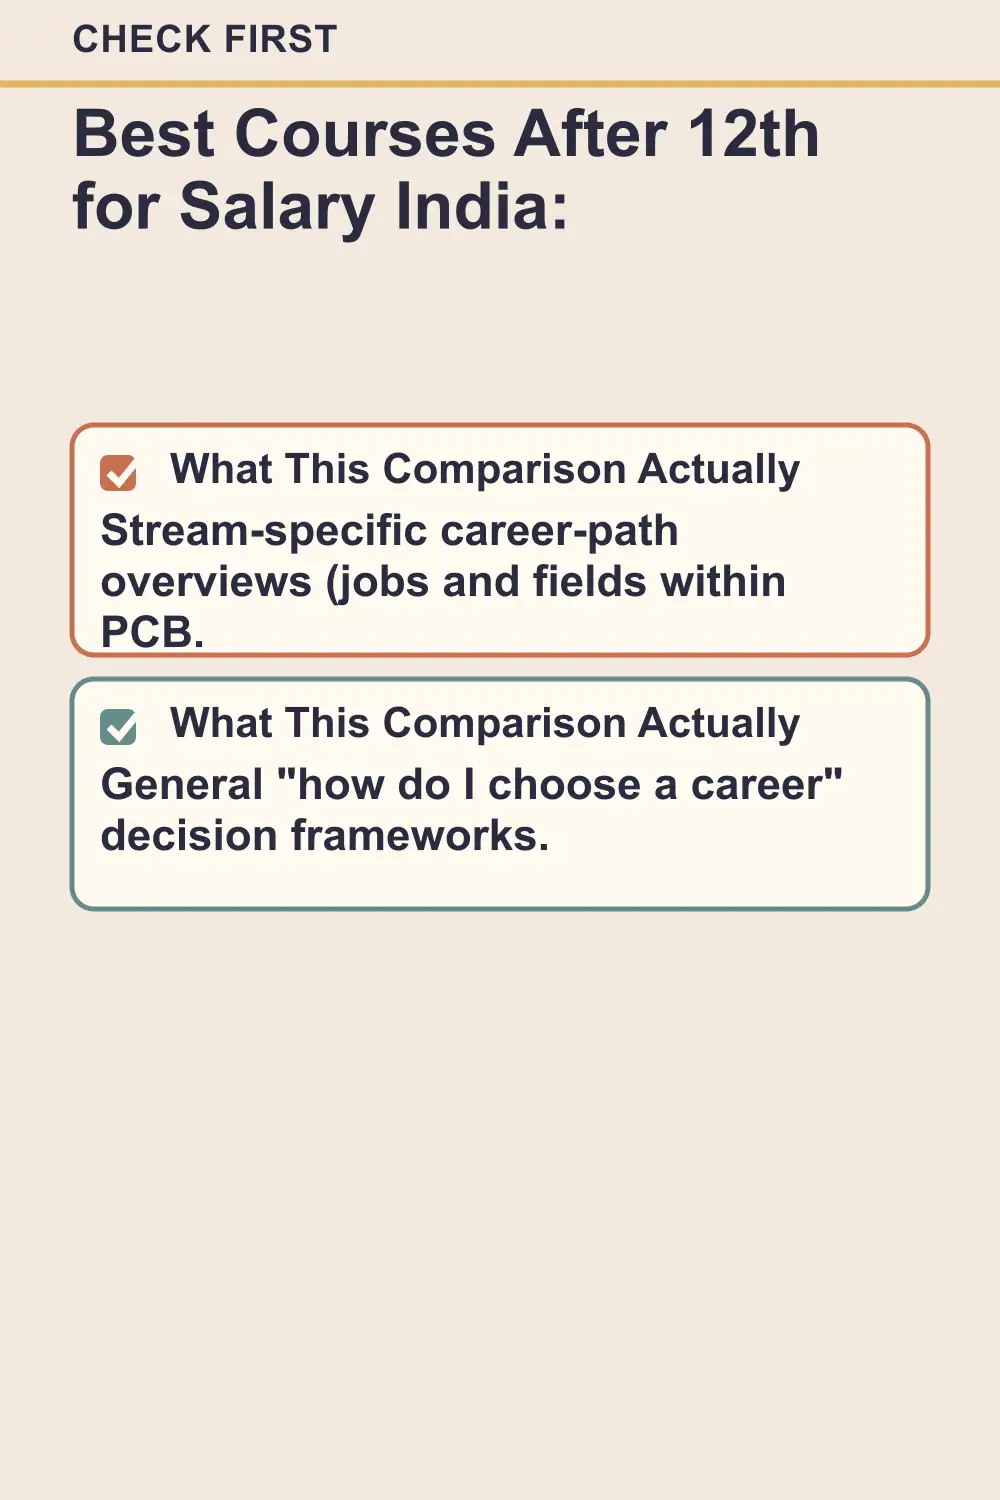 CHECK FIRST
Best Courses After 12th
for Salary India:
What This Comparison Actually
Stream-specific career-path
overviews (jobs and fields within
PCB.
What This Comparison Actually
General "how do I choose a career"
decision frameworks.